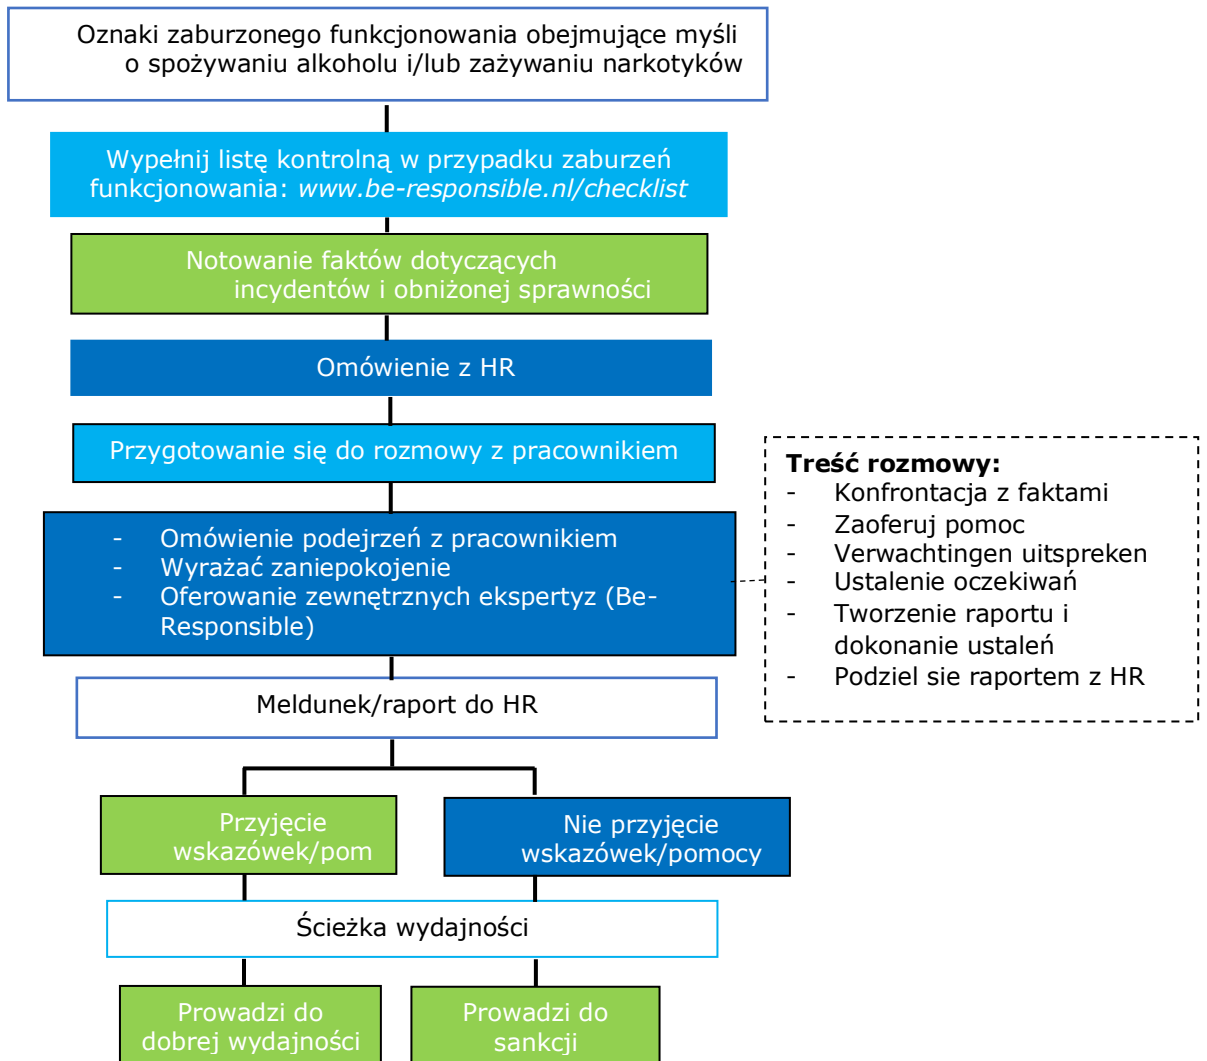 Oznaki zaburzonego funkcjonowania obejmujące myśli
o spożywaniu alkoholu i/lub zażywaniu narkotyków
Wypełnij listę kontrolną w przypadku zaburzeń
funkcjonowania: www.be-responsible.nl/checklist
Notowanie faktów dotyczących
incydentów i obniżonej sprawności
Omówienie z HR
Przygotowanie się do rozmowy z pracownikiem
- Omówienie podejrzeń z pracownikiem
- Wyrażać zaniepokojenie
- Oferowanie zewnętrznych ekspertyz (Be-
Responsible)
Treść rozmowy:
- Konfrontacja z faktami
- Zaoferuj pomoc
- Verwachtingen uitspreken
- Ustalenie oczekiwań
- Tworzenie raportu i
dokonanie ustaleń
- Podziel sie raportem z HR
Meldunek/raport do HR
Przyjęcie
wskazówek/pom
Nie przyjęcie
wskazówek/pomocy
Ścieżka wydajności
Prowadzi do
dobrej wydajności
Prowadzi do
sankcji